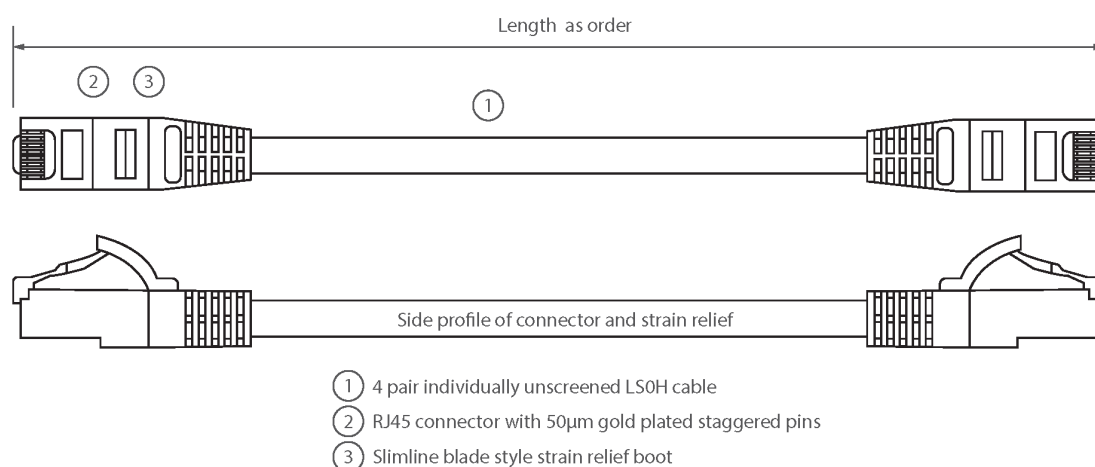 Length as order
2 3
1
Side profile of connector and strain relief
1 4 pair individually unscreened LS0H cable
2 RJ45 connector with 50µm gold plated staggered pins
3 Slimline blade style strain relief boot